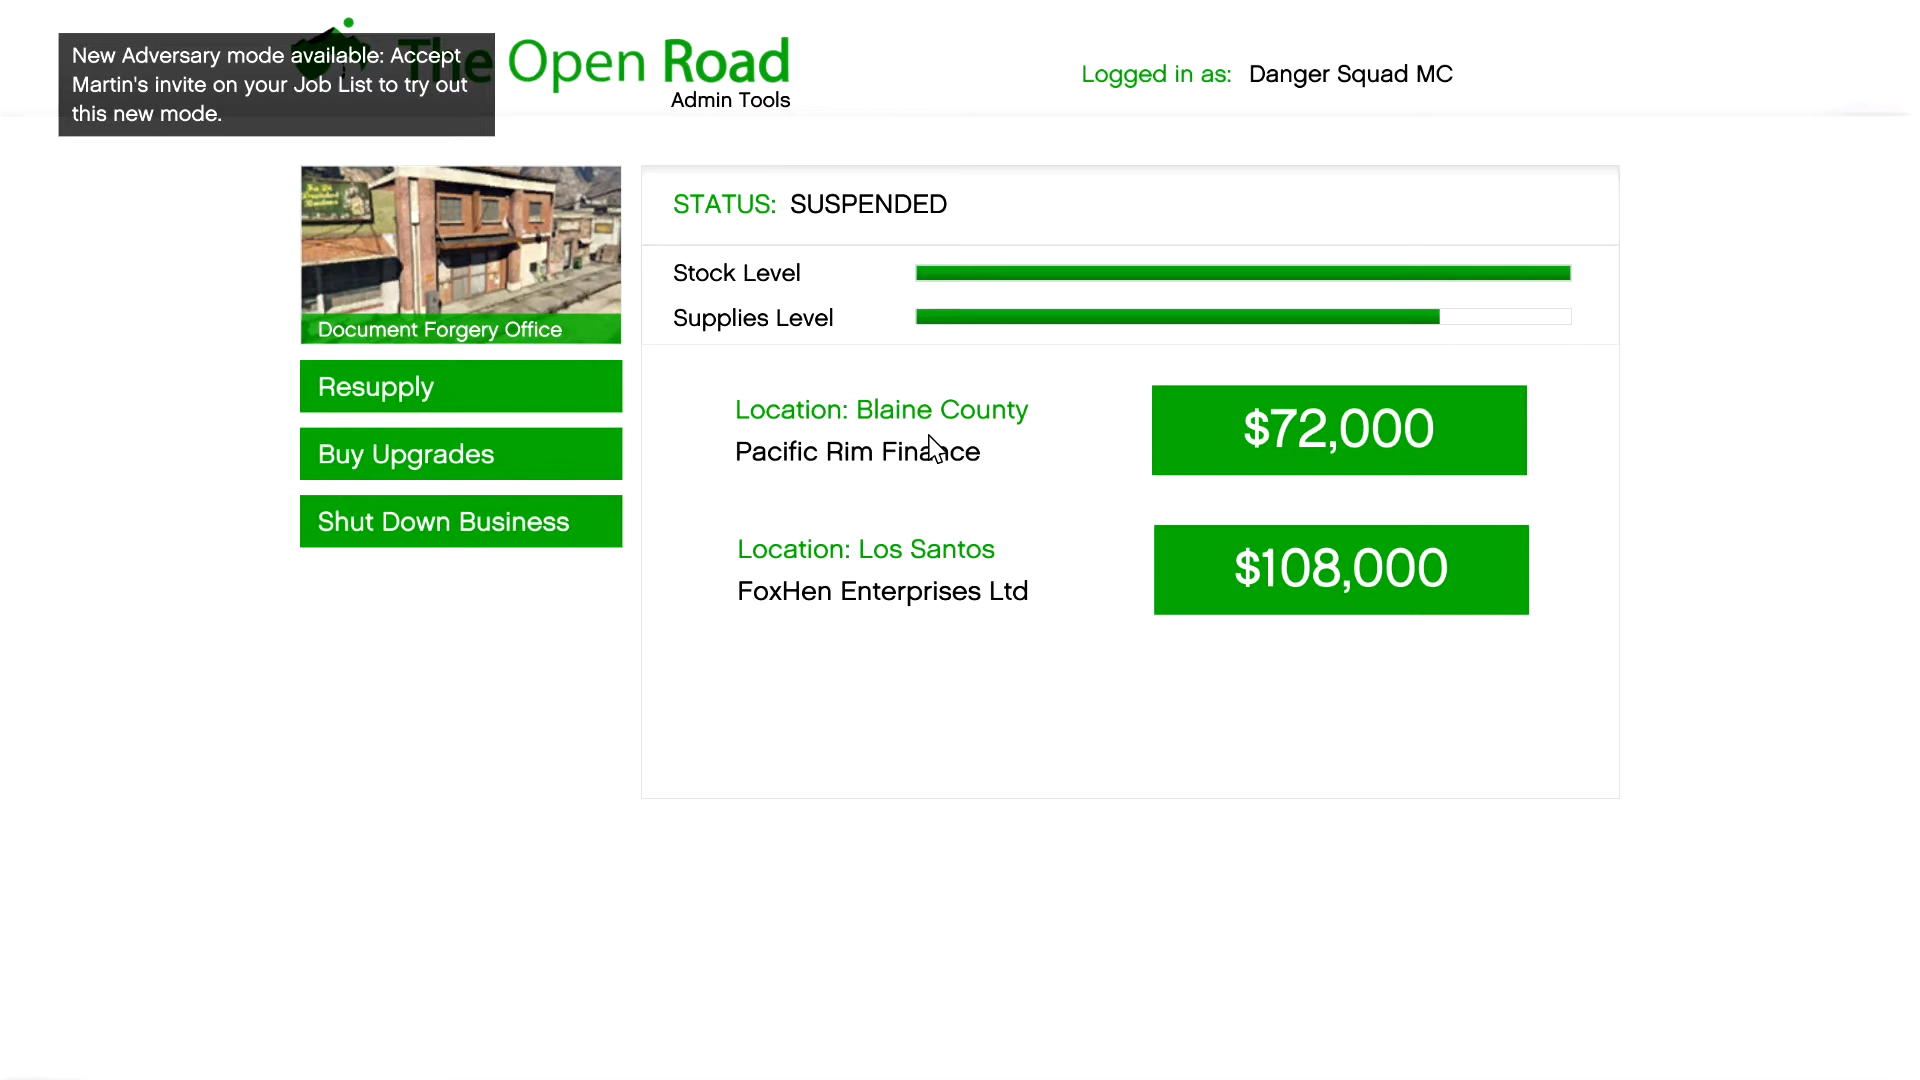 New Adversary mode available: Accept
Martin's invite on your Job List to try out
this new mode.
The Open Road
Admin Tools
Logged in as: Danger Squad MC
Document Forgery Office
Resupply
Buy Upgrades
Shut Down Business
STATUS: SUSPENDED
Stock Level
Supplies Level
Location: Blaine County
Pacific Rim Finance
$72,000
Location: Los Santos
FoxHen Enterprises Ltd
$108,000